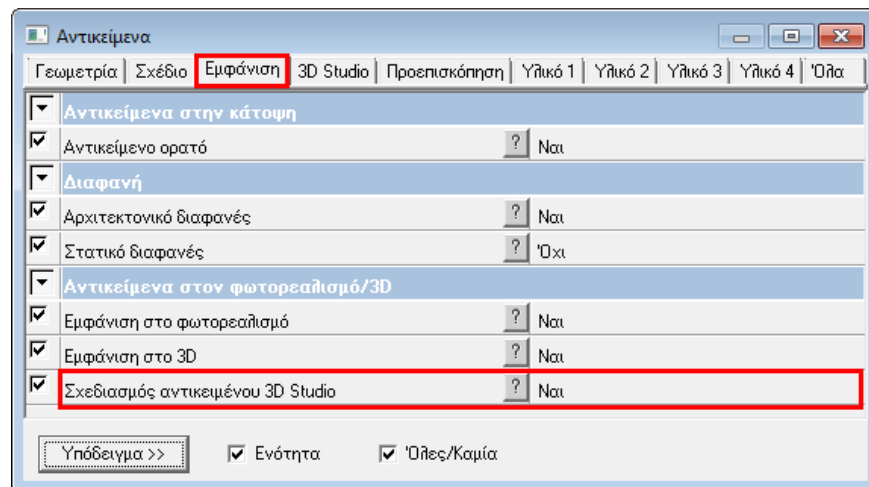 Αντικείμενα
Γεωμετρία Σχέδιο Εμφάνιση 3D Studio Προεπισκόπηση Υλικό 1 Υλικό 2 Υλικό 3 Υλικό 4 Όλα
Αντικείμενα στην κάτοψη
Αντικείμενο ορατό ? Ναι
Διαφανή
Αρχιτεκτονικό διαφανές ? Ναι
Στατικό διαφανές ? Όχι
Αντικείμενα στον φωτορεαλισμό/3D
Εμφάνιση στο φωτορεαλισμό ? Ναι
Εμφάνιση στο 3D ? Ναι
Σχεδιασμός αντικειμένου 3D Studio ? Ναι
Υπόδειγμα >> Ενότητα Όλες/Καμία